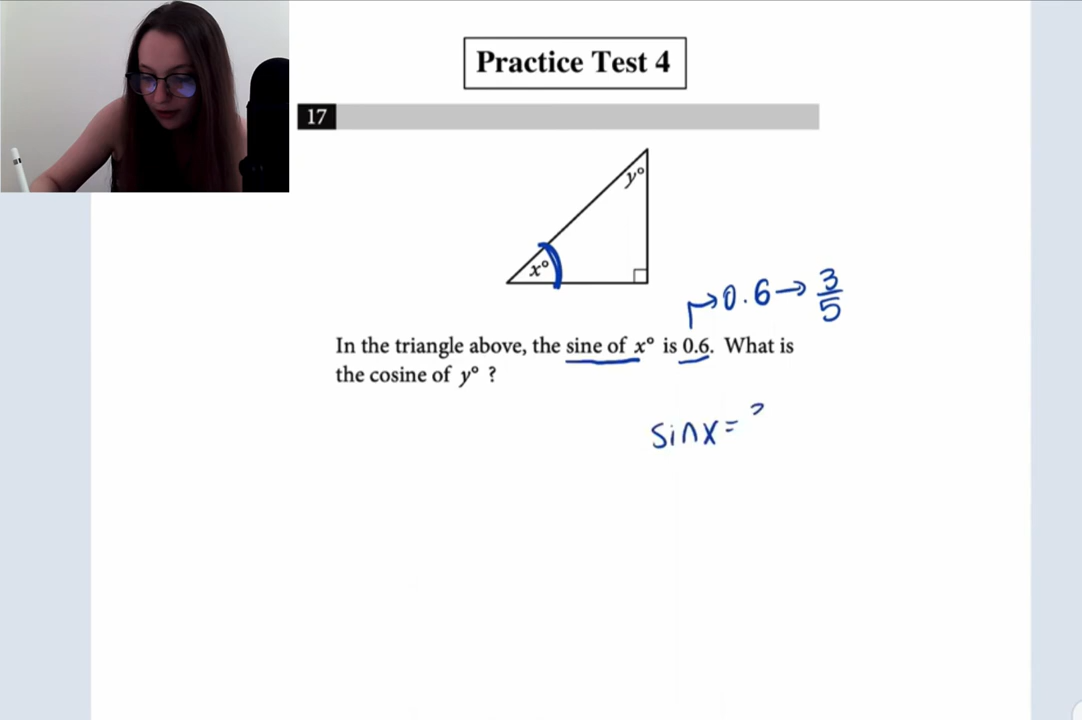 Practice Test 4
17
y°
x°
0.6→3/5
In the triangle above, the sine of x° is 0.6. What is
the cosine of y° ?
sinx=